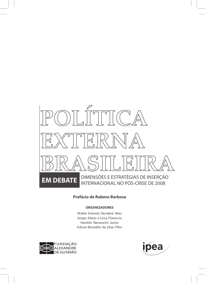 POLÍTICA
EXTERNA
BRASILEIRA
EM DEBATE
DIMENSÕES E ESTRATÉGIAS DE INSERÇÃO
INTERNACIONAL NO PÓS-CRISE DE 2008
Prefácio de Rubens Barbosa
ORGANIZADORES
Walter Antonio Desiderá Neto
Sergio Abreu e Lima Florencio
Haroldo Ramanzini Junior
Edison Benedito da Silva Filho
FUNDAÇÃO
ALEXANDRE
DE GUSMÃO
ipea